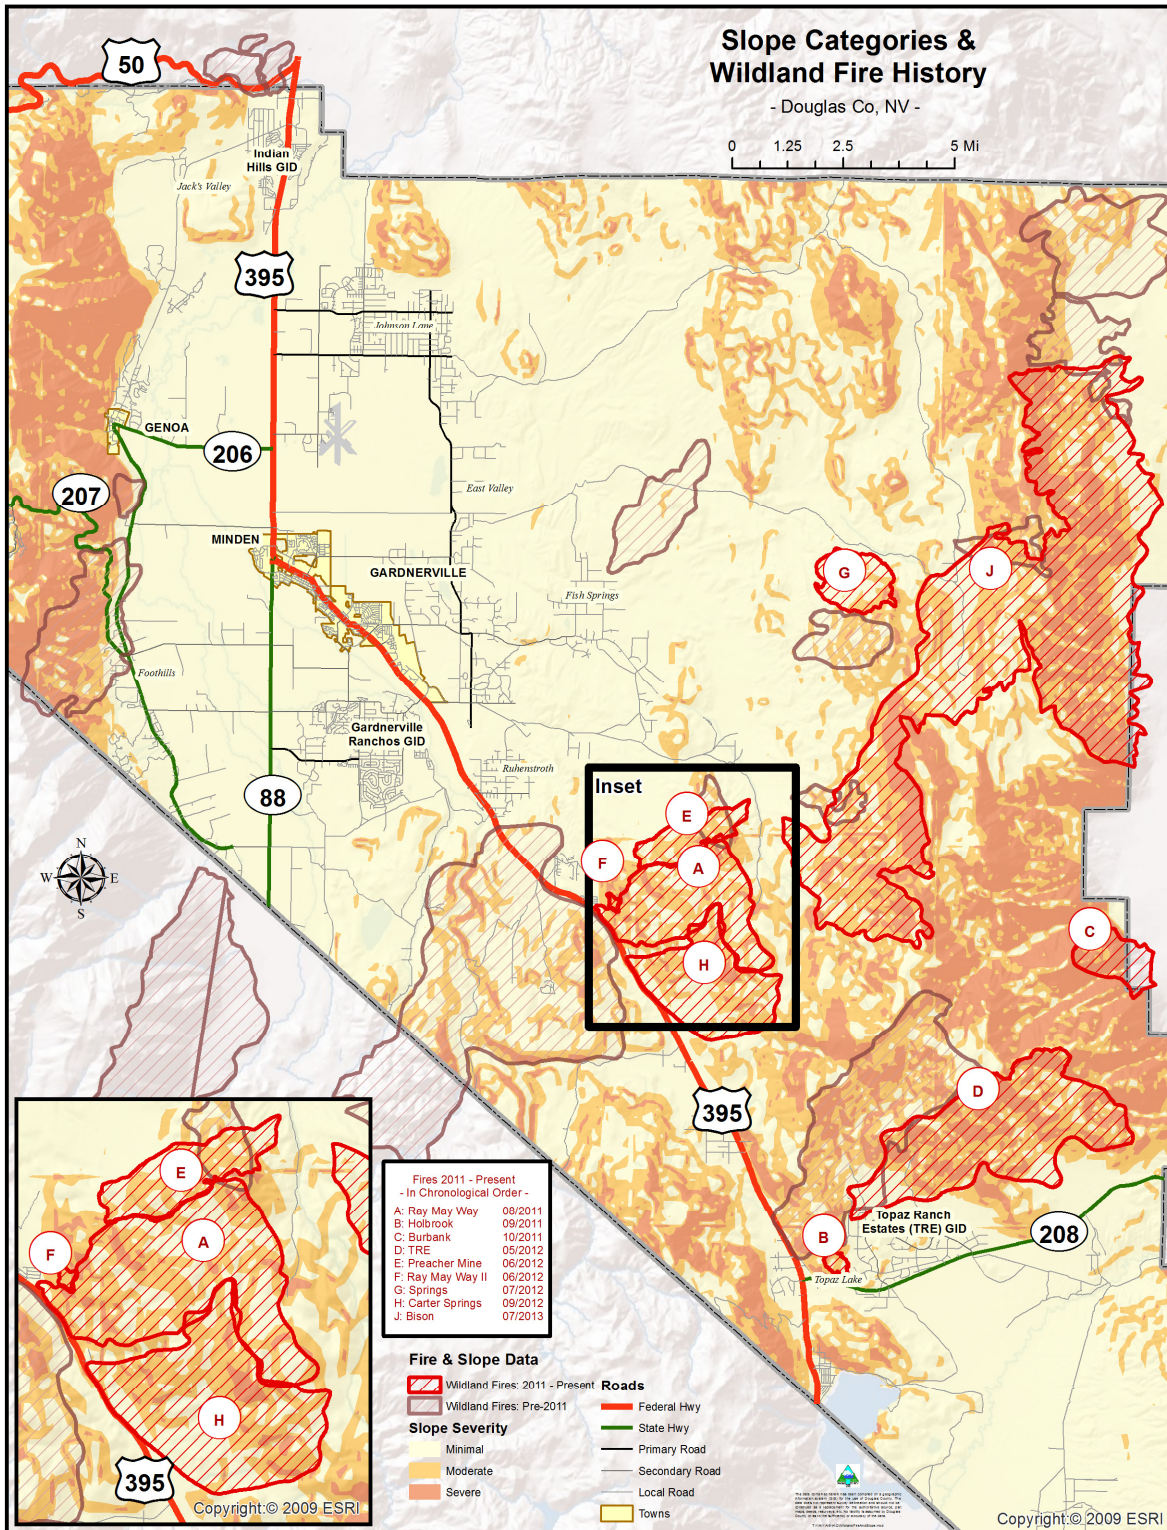 Slope Categories &
Wildland Fire History
- Douglas Co, NV -
0 1.25 2.5 5 Mi
50
Indian
Hills GID
Jack's Valley
395
Johnson Lane
GENOA
206
207
East Valley
MINDEN
GARDNERVILLE
Fish Springs
G
J
Foothills
Gardnerville
Ranchos GID
Ruhenstroth
88
Inset
E
F
A
N
W E
S
C
H
D
395
Topaz Ranch
Estates (TRE) GID
208
B
Topaz Lake
E
A
F
H
395
Copyright:© 2009 ESRI
Fires 2011 - Present
- In Chronological Order -
A: Ray May Way 08/2011
B: Holbrook 09/2011
C: Burbank 10/2011
D: TRE 05/2012
E: Preacher Mine 06/2012
F: Ray May Way II 06/2012
G: Springs 07/2012
H: Carter Springs 09/2012
J: Bison 07/2013
Fire & Slope Data
Wildland Fires: 2011 - Present
Wildland Fires: Pre-2011
Slope Severity
Minimal
Moderate
Severe
Roads
Federal Hwy
State Hwy
Primary Road
Secondary Road
Local Road
Towns
Copyright:© 2009 ESRI